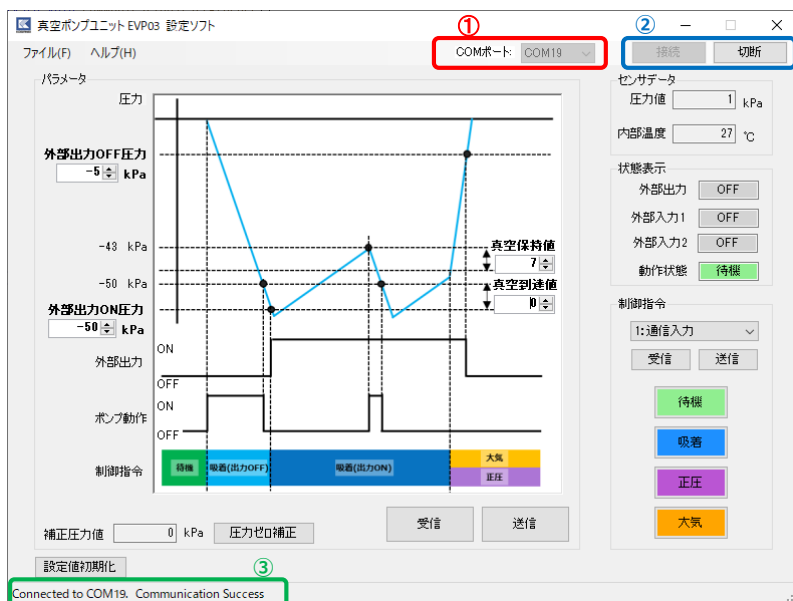 真空ポンプユニット EVP03 設定ソフト
①
②
ファイル(F) ヘルプ(H)
COMポート: COM19
接続 切断
パラメータ
圧力
外部出力OFF圧力
-5 kPa
-43 kPa
-50 kPa
外部出力ON圧力
-50 kPa
真空保持値
7
真空到達値
0
外部出力
ON
OFF
ポンプ動作
ON
OFF
制御指令
待機 吸着(出力OFF) 吸着(出力ON) 大気
正圧
補正圧力値 0 kPa 圧力ゼロ補正
受信 送信
設定値初期化
センサデータ
圧力値 1 kPa
内部温度 27 ℃
状態表示
外部出力 OFF
外部入力1 OFF
外部入力2 OFF
動作状態 待機
制御指令
1:通信入力
受信 送信
待機
吸着
正圧
大気
③
Connected to COM19. Communication Success